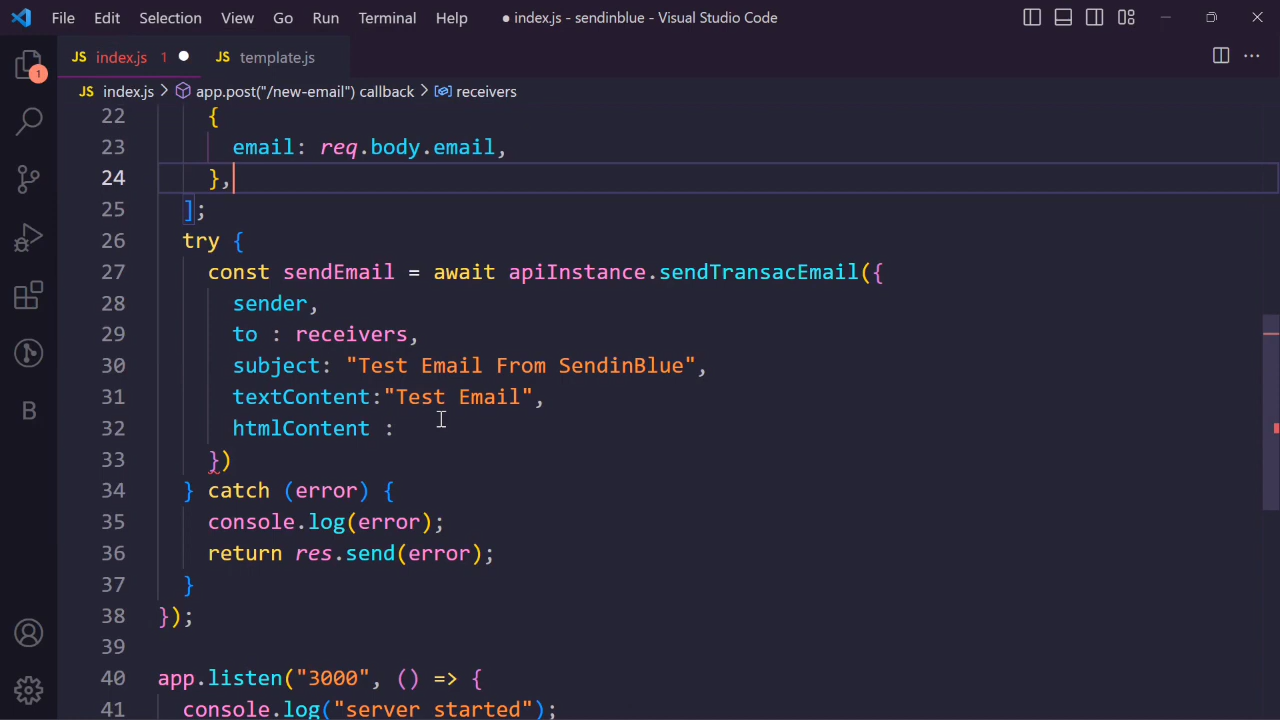 File Edit Selection View Go Run Terminal Help ● index.js - sendinblue - Visual Studio Code
JS index.js 1 ● JS template.js
JS index.js > app.post("/new-email") callback > receivers
1
22 {
23 email: req.body.email,
24 },
25 ];
26 try {
27 const sendEmail = await apiInstance.sendTransacEmail({
28 sender,
29 to : receivers,
30 subject: "Test Email From SendinBlue",
31 textContent:"Test Email",
32 htmlContent :
33 })
34 } catch (error) {
35 console.log(error);
36 return res.send(error);
37 }
38 });
39
40 app.listen("3000", () => {
41 console.log("server started");
B